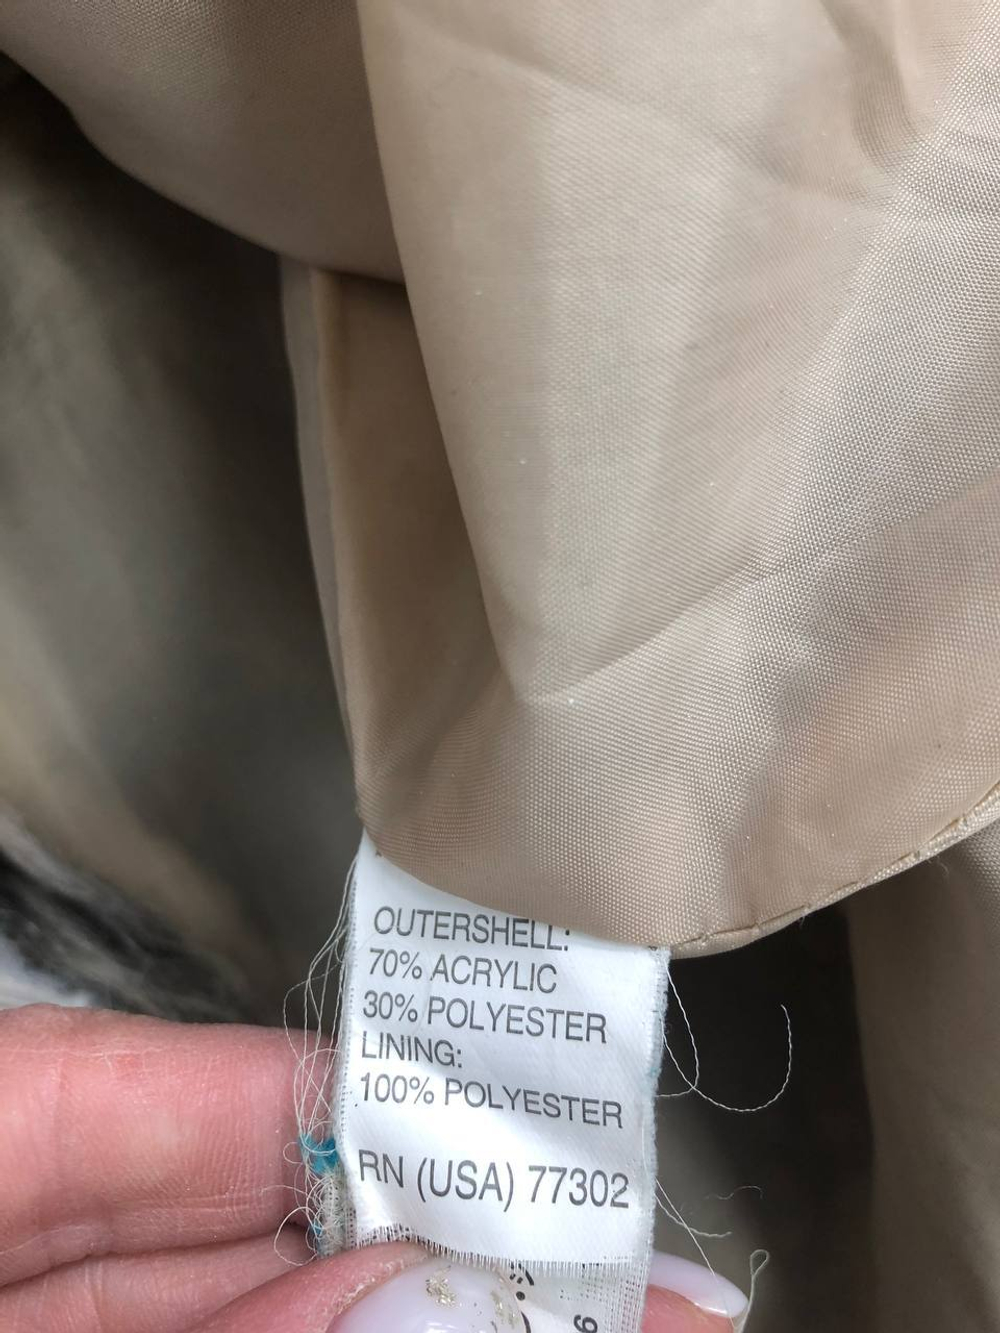 OUTERSHELL:
70% ACRYLIC
30% POLYESTER
LINING:
100% POLYESTER
RN (USA) 77302